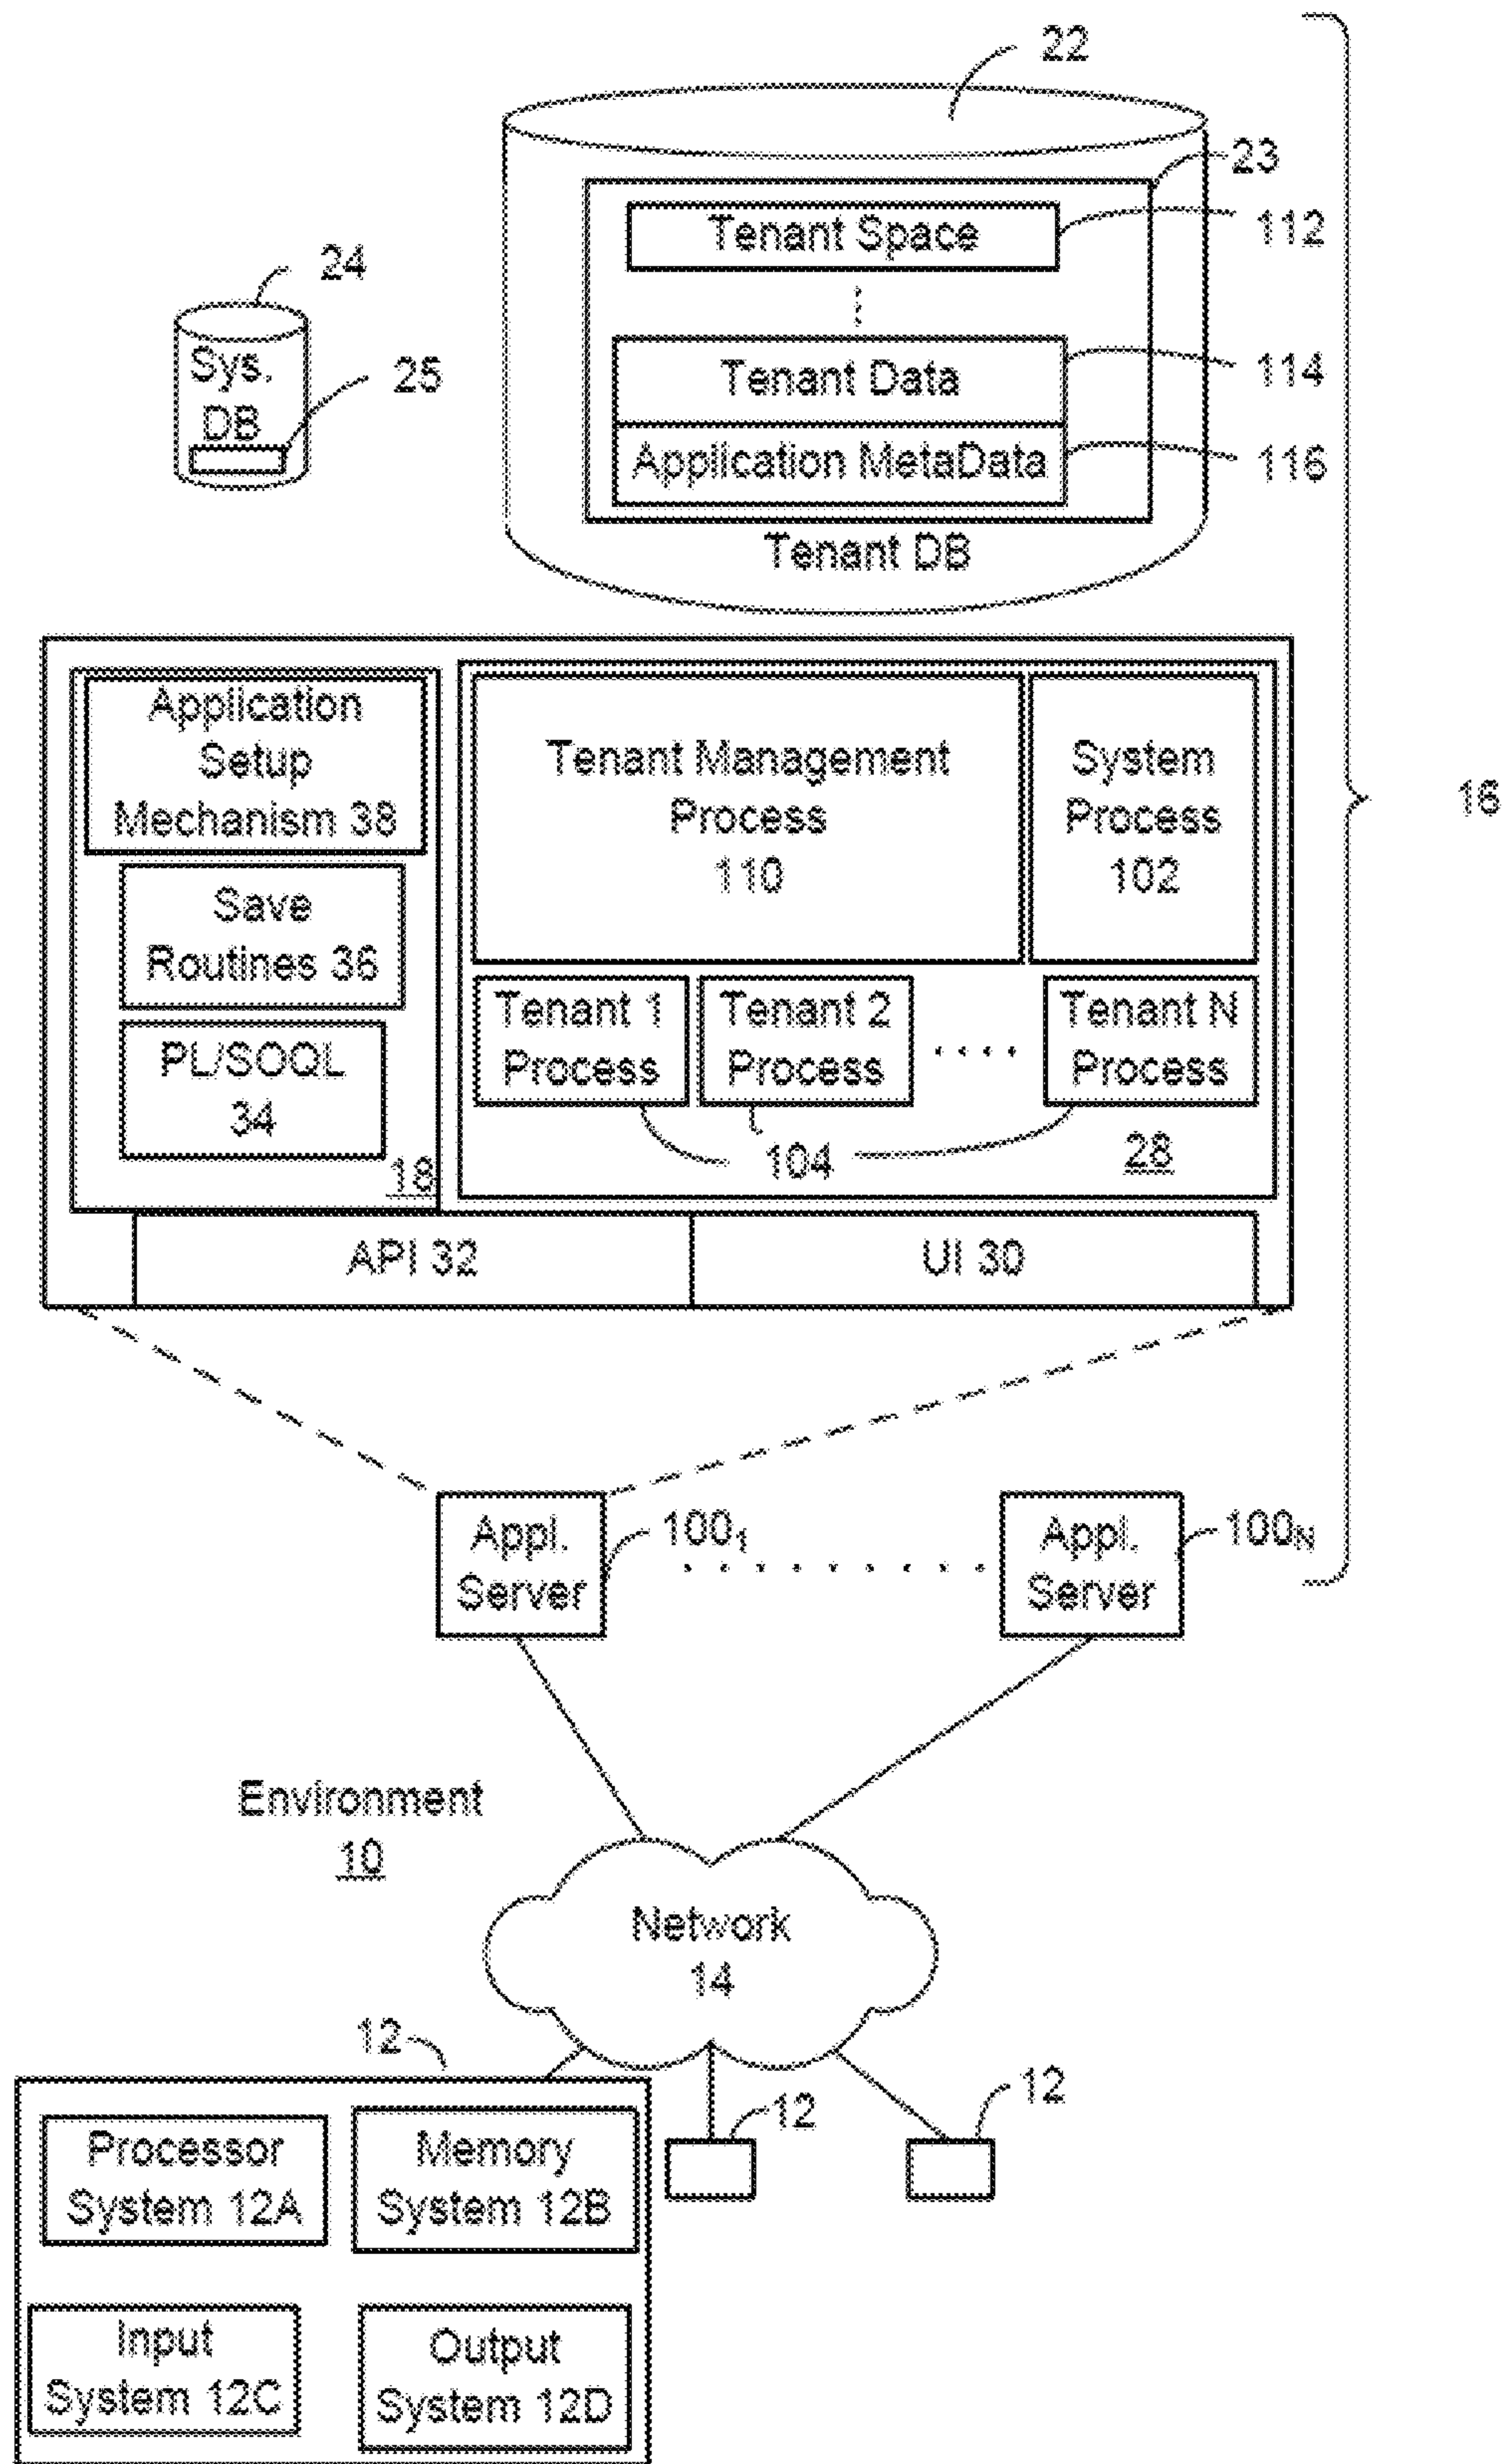 22
23
Tenant Space
112
24
Sys.
DB
25
Tenant Data
114
Application MetaData
116
Tenant DB
Application
Setup
Mechanism 38
Tenant Management
Process
110
System
Process
102
16
Save
Routines 36
Tenant 1
Process
Tenant 2
Process
....
Tenant N
Process
PL/SOQL
34
104
28
18
API 32
UI 30
Appl.
Server
100₁
Appl.
Server
100N
Environment
10
Network
14
12
12
12
Processor
System 12A
Memory
System 12B
Input
System 12C
Output
System 12D